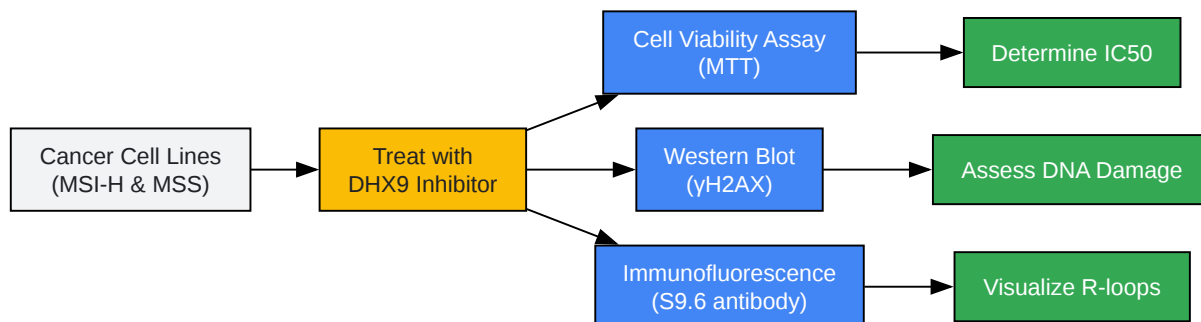 Cancer Cell Lines
(MSI-H & MSS)
Treat with
DHX9 Inhibitor
Cell Viability Assay
(MTT)
Determine IC50
Western Blot
(γH2AX)
Assess DNA Damage
Immunofluorescence
(S9.6 antibody)
Visualize R-loops